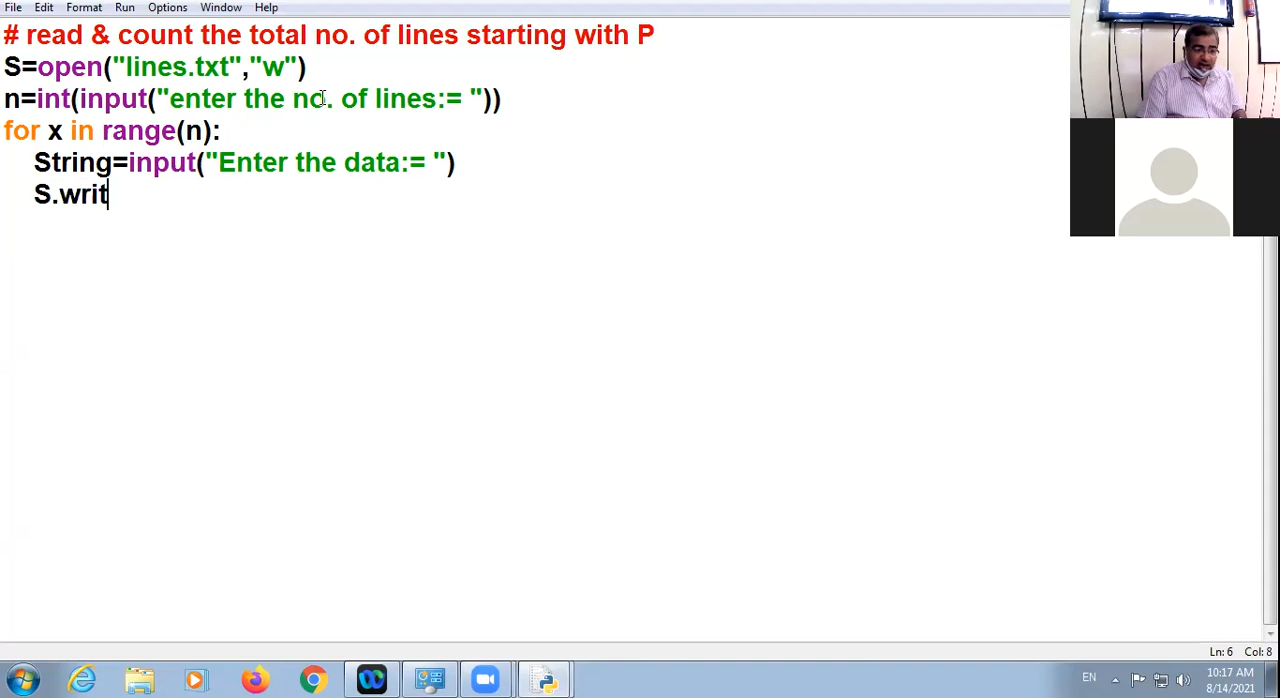 File Edit Format Run Options Window Help
# read & count the total no. of lines starting with P
S=open("lines.txt","w")
n=int(input("enter the no. of lines:= "))
for x in range(n):
    String=input("Enter the data:= ")
    S.writ
Ln: 6 Col: 8
EN
10:17 AM
8/14/2021